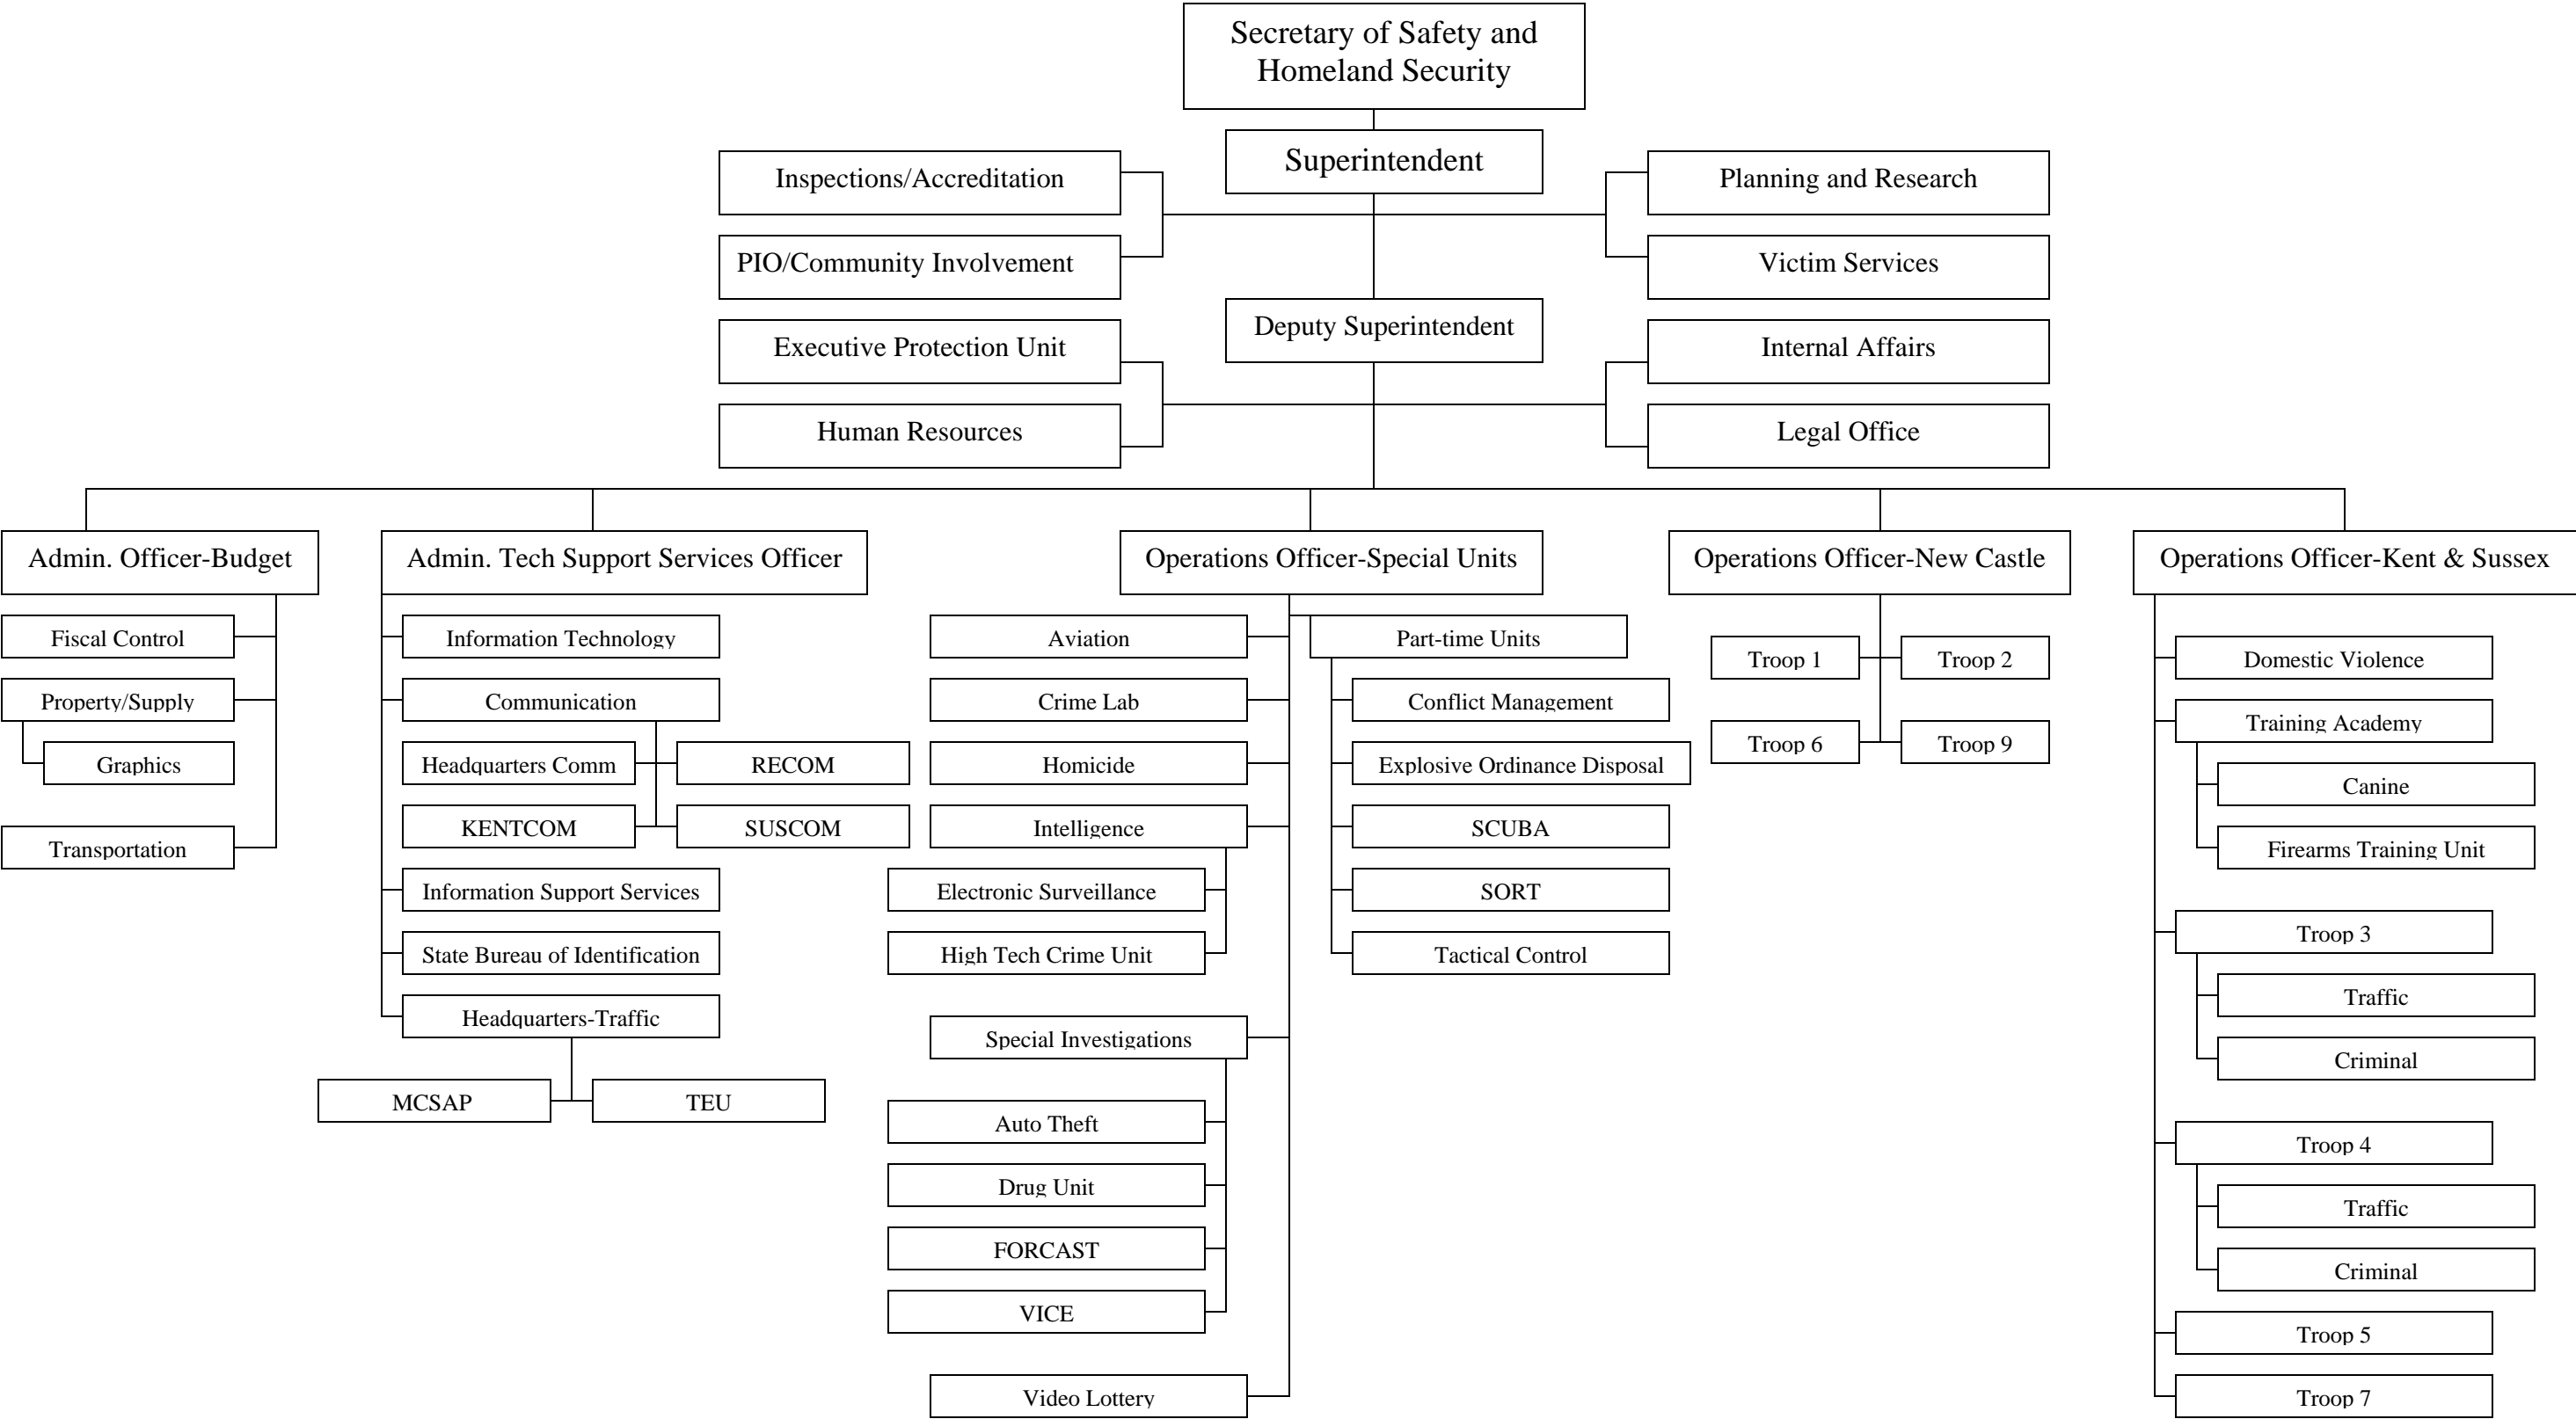 Secretary of Safety and
Homeland Security
Superintendent
Inspections/Accreditation
Planning and Research
PIO/Community Involvement
Victim Services
Deputy Superintendent
Executive Protection Unit
Internal Affairs
Human Resources
Legal Office
Admin. Officer-Budget
Fiscal Control
Property/Supply
Graphics
Transportation
Admin. Tech Support Services Officer
Information Technology
Communication
Headquarters Comm
RECOM
KENTCOM
SUSCOM
Information Support Services
State Bureau of Identification
Headquarters-Traffic
MCSAP
TEU
Operations Officer-Special Units
Aviation
Crime Lab
Homicide
Intelligence
Electronic Surveillance
High Tech Crime Unit
Special Investigations
Auto Theft
Drug Unit
FORCAST
VICE
Video Lottery
Part-time Units
Conflict Management
Explosive Ordinance Disposal
SCUBA
SORT
Tactical Control
Operations Officer-New Castle
Troop 1
Troop 2
Troop 6
Troop 9
Operations Officer-Kent & Sussex
Domestic Violence
Training Academy
Canine
Firearms Training Unit
Troop 3
Traffic
Criminal
Troop 4
Traffic
Criminal
Troop 5
Troop 7